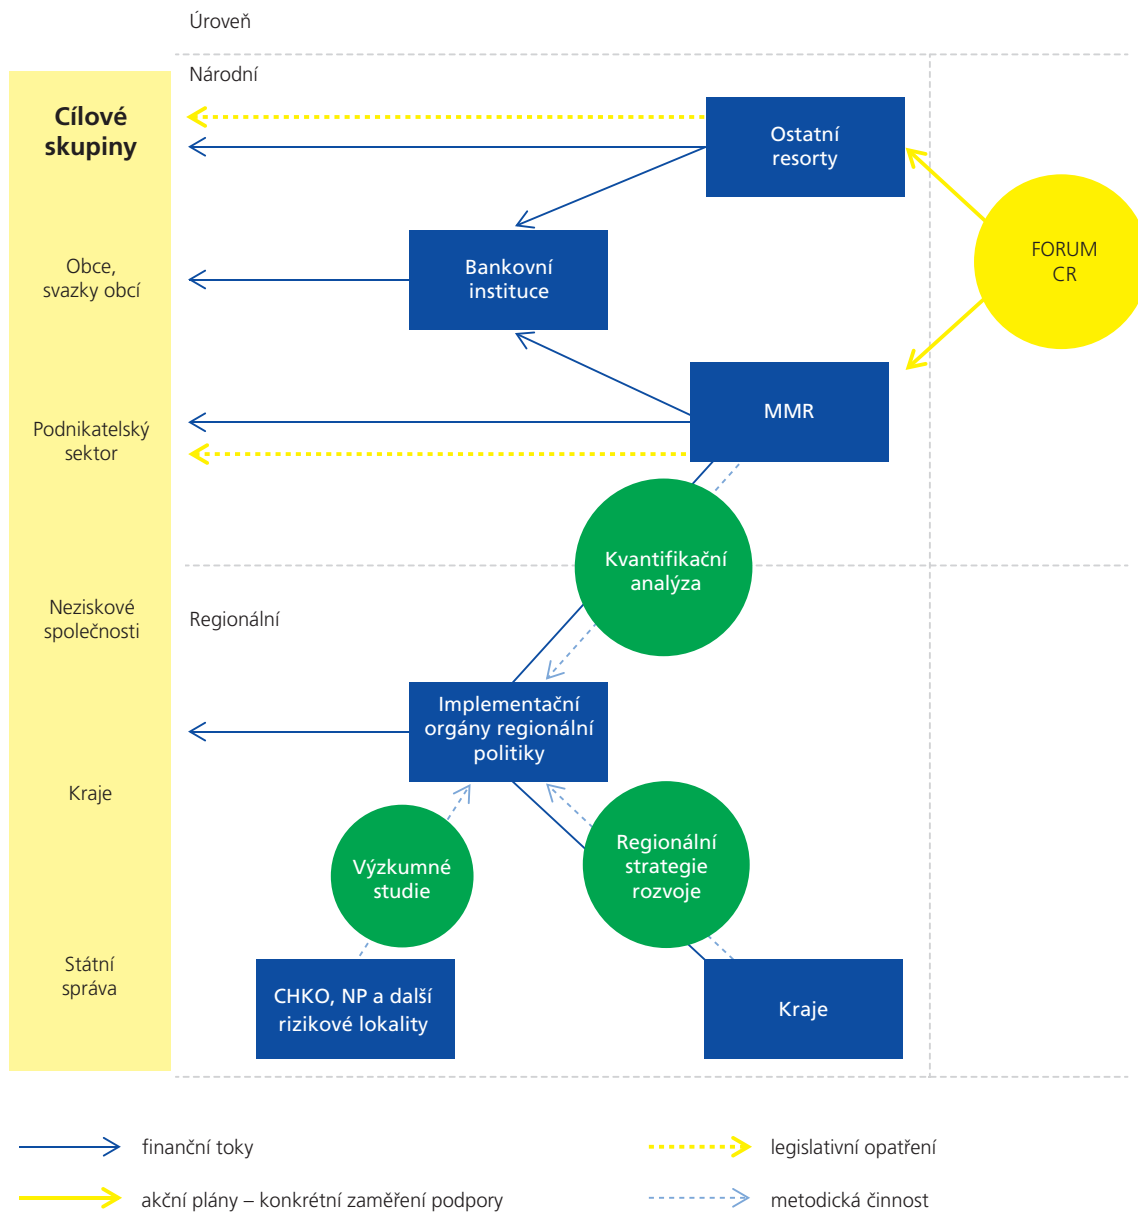 Úroveň
Národní
Cílové
skupiny
Obce,
svazky obcí
Podnikatelský
sektor
Neziskové
společnosti
Kraje
Státní
správa
Ostatní
resorty
Bankovní
instituce
FORUM
CR
MMR
Kvantifikační
analýza
Regionální
Implementační
orgány regionální
politiky
Výzkumné
studie
Regionální
strategie
rozvoje
CHKO, NP a další
rizikové lokality
Kraje
finanční toky
legislativní opatření
akční plány – konkrétní zaměření podpory
metodická činnost